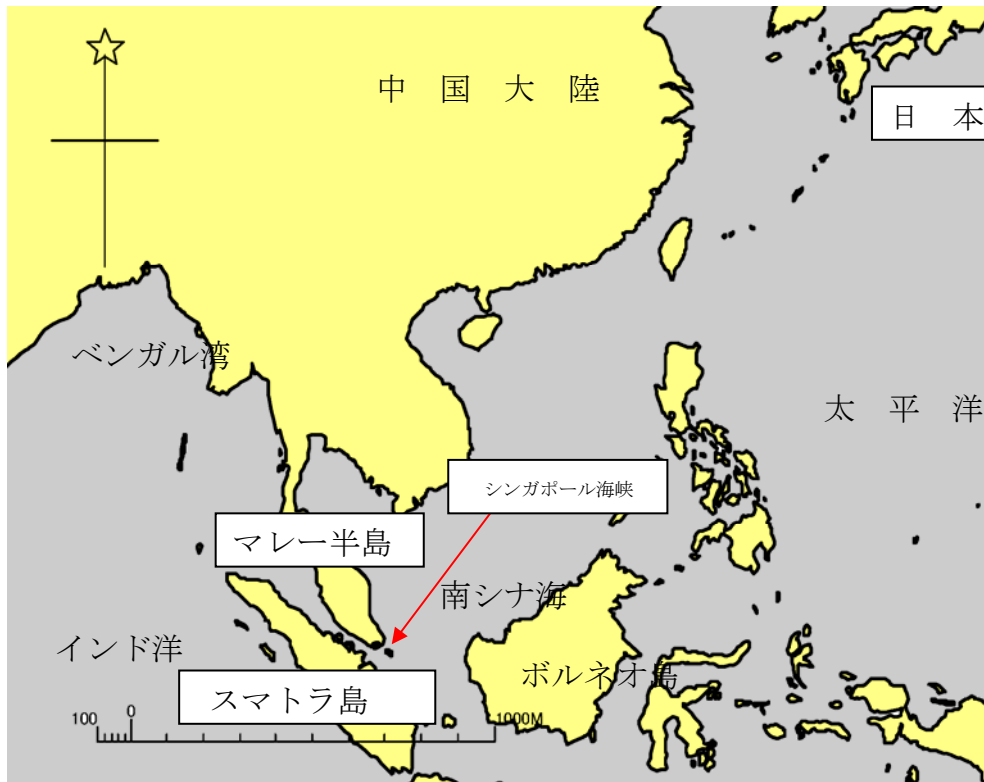 中 国 大 陸
日 本
ベンガル湾
太 平 洋
シンガポール海峡
マレー半島
南シナ海
インド洋
ボルネオ島
スマトラ島
100 0 1000M